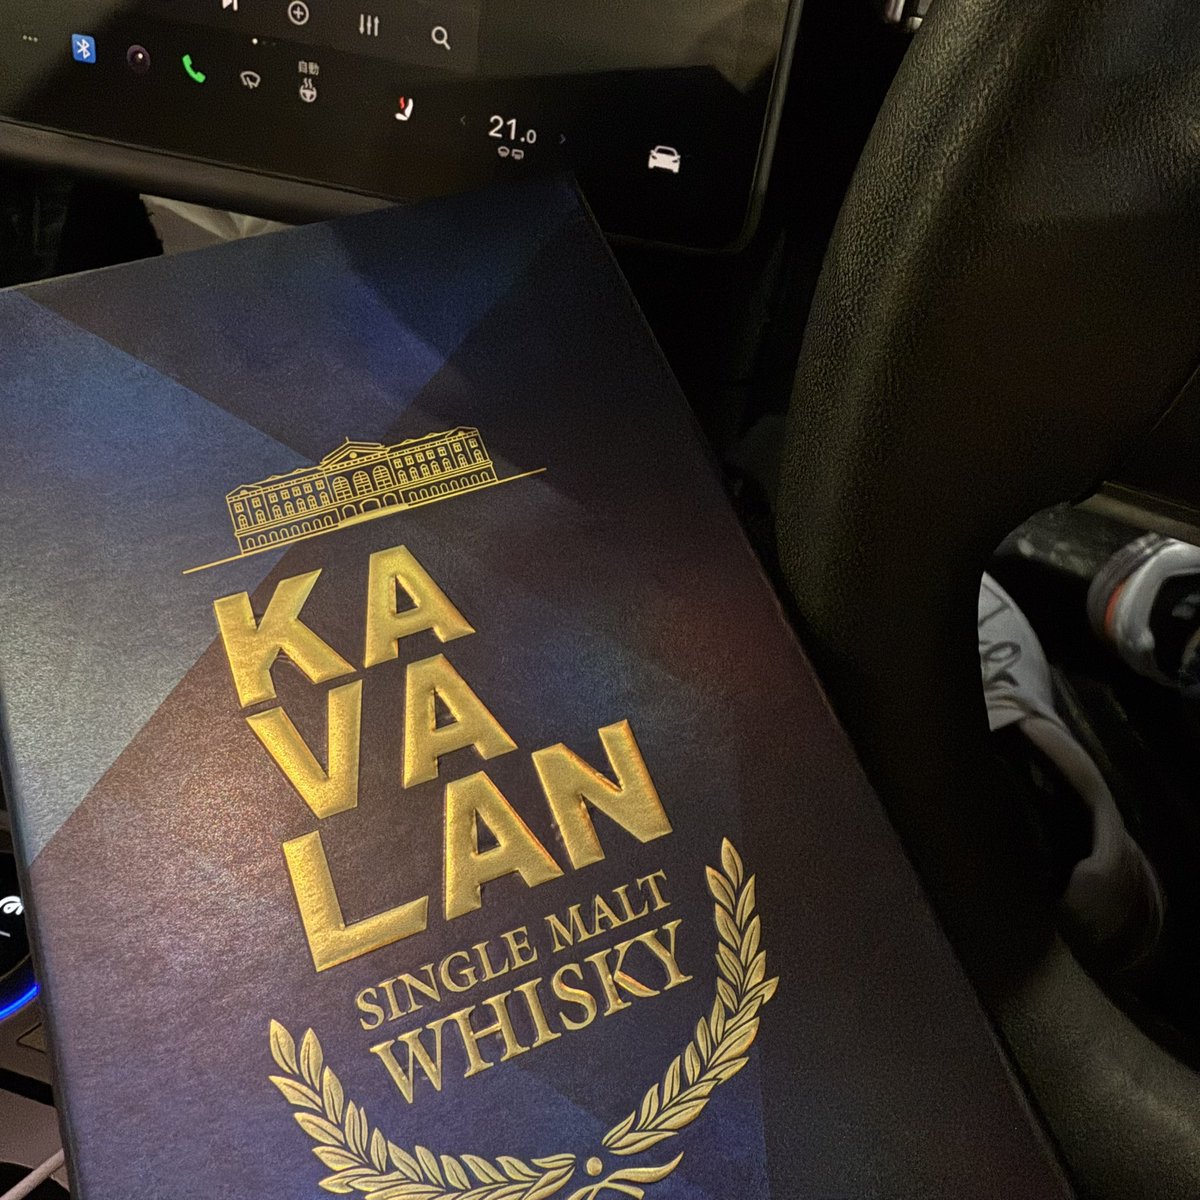 自動
21.0
KA
VA
LAN
SINGLE MALT
WHISKY